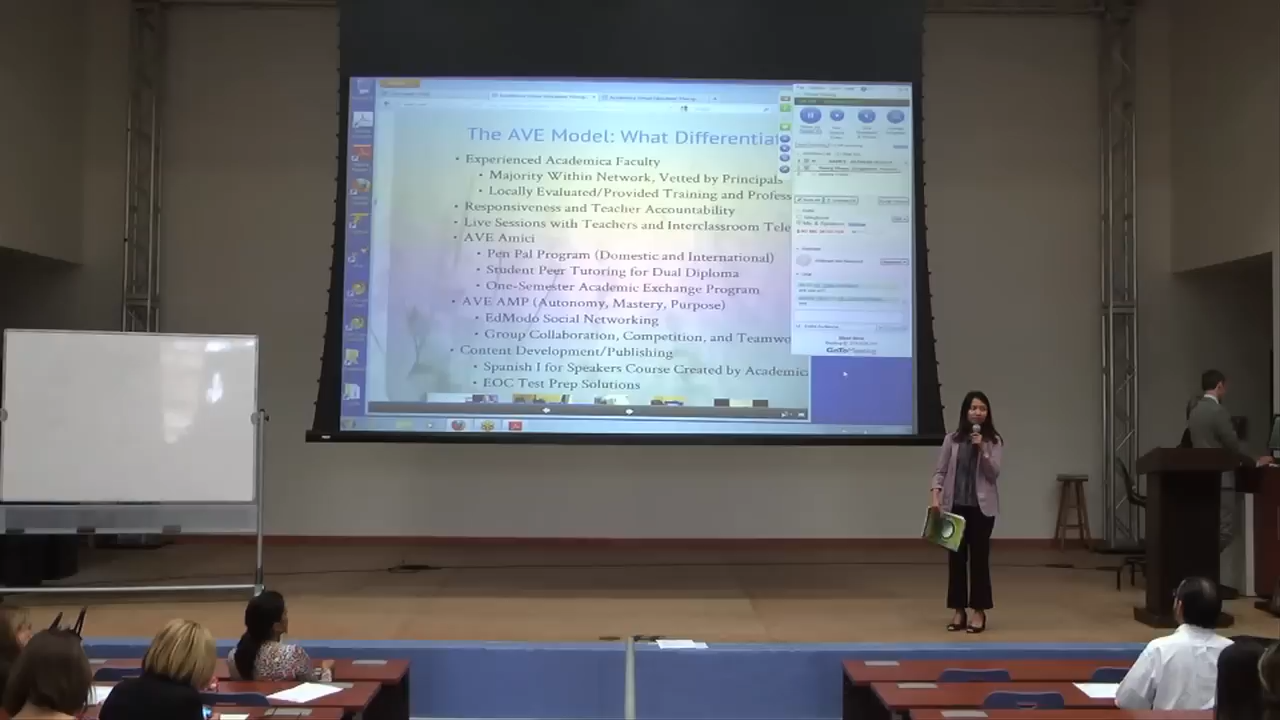 The AVE Model: What Differentia
• Experienced Academica Faculty
• Majority Within Network, Vetted by Principals
• Locally Evaluated/Provided Training and Profess
• Responsiveness and Teacher Accountability
• Live Sessions with Teachers and Interclassroom Tele
• AVE Amici
• Pen Pal Program (Domestic and International)
• Student Peer Tutoring for Dual Diploma
• One-Semester Academic Exchange Program
• AVE AMP (Autonomy, Mastery, Purpose)
• EdModo Social Networking
• Group Collaboration, Competition, and Teamwo
• Content Development/Publishing
• Spanish I for Speakers Course Created by Academic
• EOC Test Prep Solutions
GoToMeeting